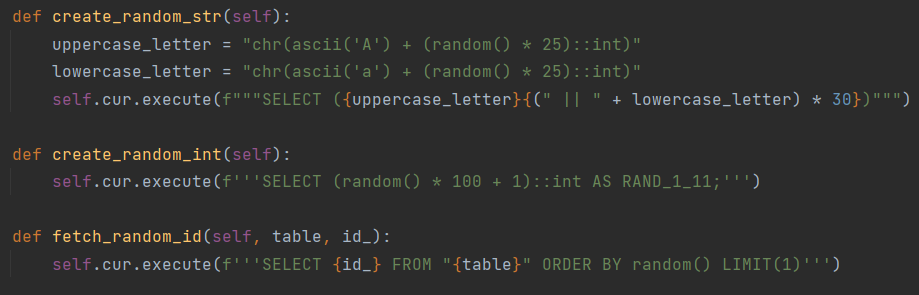 def create_random_str(self):
    uppercase_letter = "chr(ascii('A') + (random() * 25)::int)"
    lowercase_letter = "chr(ascii('a') + (random() * 25)::int)"
    self.cur.execute(f"""SELECT ({uppercase_letter}{(" || " + lowercase_letter) * 30})""")
def create_random_int(self):
    self.cur.execute(f'''SELECT (random() * 100 + 1)::int AS RAND_1_11;''')
def fetch_random_id(self, table, id_):
    self.cur.execute(f'''SELECT {id_} FROM "{table}" ORDER BY random() LIMIT(1)''')